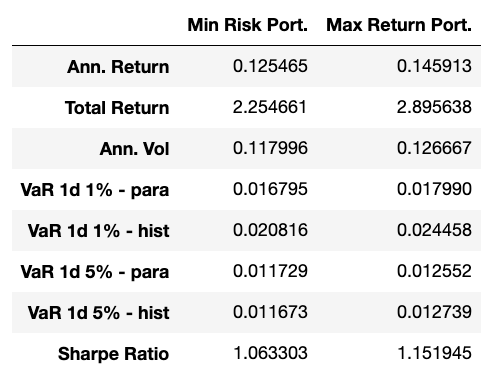 Min Risk Port. Max Return Port.
Ann. Return 0.125465 0.145913
Total Return 2.254661 2.895638
Ann. Vol 0.117996 0.126667
VaR 1d 1% - para 0.016795 0.017990
VaR 1d 1% - hist 0.020816 0.024458
VaR 1d 5% - para 0.011729 0.012552
VaR 1d 5% - hist 0.011673 0.012739
Sharpe Ratio 1.063303 1.151945